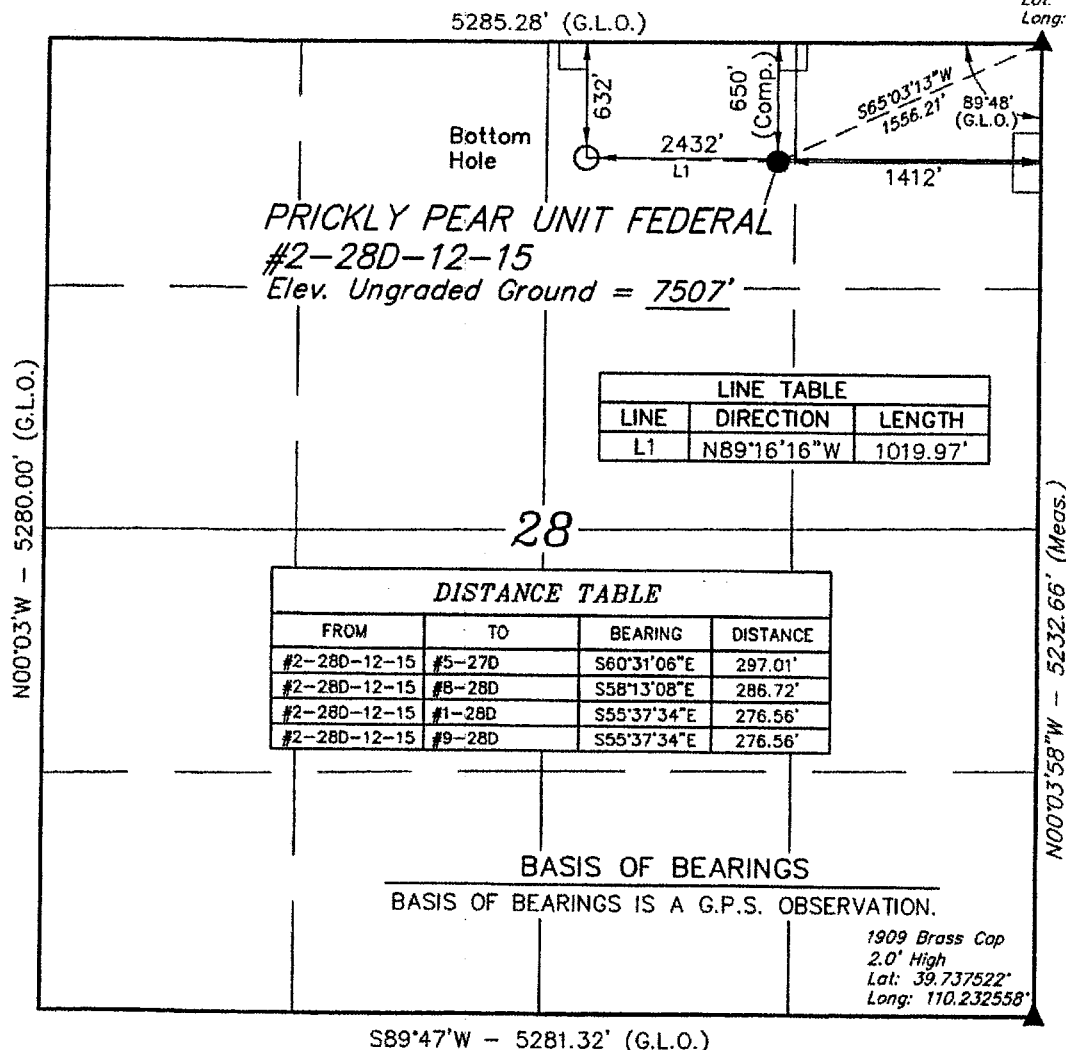 Lat:
Long:
5285.28' (G.L.O.)
632'
650'
(Comp.)
S65°03'13"W
1556.21'
89°48'
(G.L.O.)
Bottom
Hole
2432'
L1
1412'
PRICKLY PEAR UNIT FEDERAL
#2-28D-12-15
Elev. Ungraded Ground = 7507'
N00°03'W - 5280.00' (G.L.O.)
LINE TABLE
LINE DIRECTION LENGTH
L1 N89°16'16"W 1019.97'
28
N00°03'58"W - 5232.66' (Meas.)
DISTANCE TABLE
FROM TO BEARING DISTANCE
#2-28D-12-15 #5-27D S60°31'06"E 297.01'
#2-28D-12-15 #8-28D S58°13'08"E 286.72'
#2-28D-12-15 #1-28D S55°37'34"E 276.56'
#2-28D-12-15 #9-28D S55°37'34"E 276.56'
BASIS OF BEARINGS
BASIS OF BEARINGS IS A G.P.S. OBSERVATION.
1909 Brass Cap
2.0' High
Lat: 39.737522°
Long: 110.232558°
S89°47'W - 5281.32' (G.L.O.)